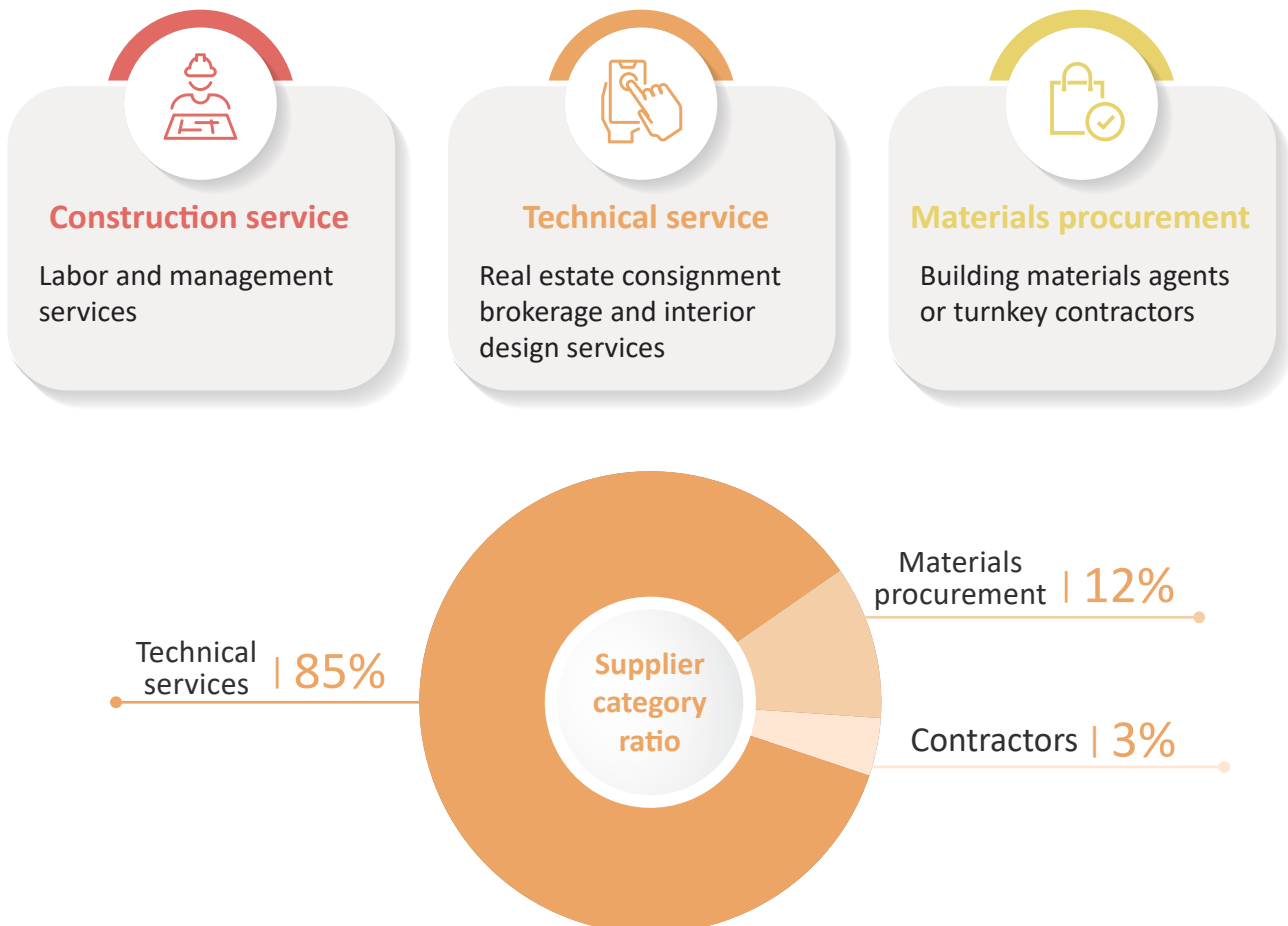 Construction service
Labor and management
services
Technical service
Real estate consignment
brokerage and interior
design services
Materials procurement
Building materials agents
or turnkey contractors
Technical
services | 85%
Supplier
category
ratio
Materials
procurement | 12%
Contractors | 3%